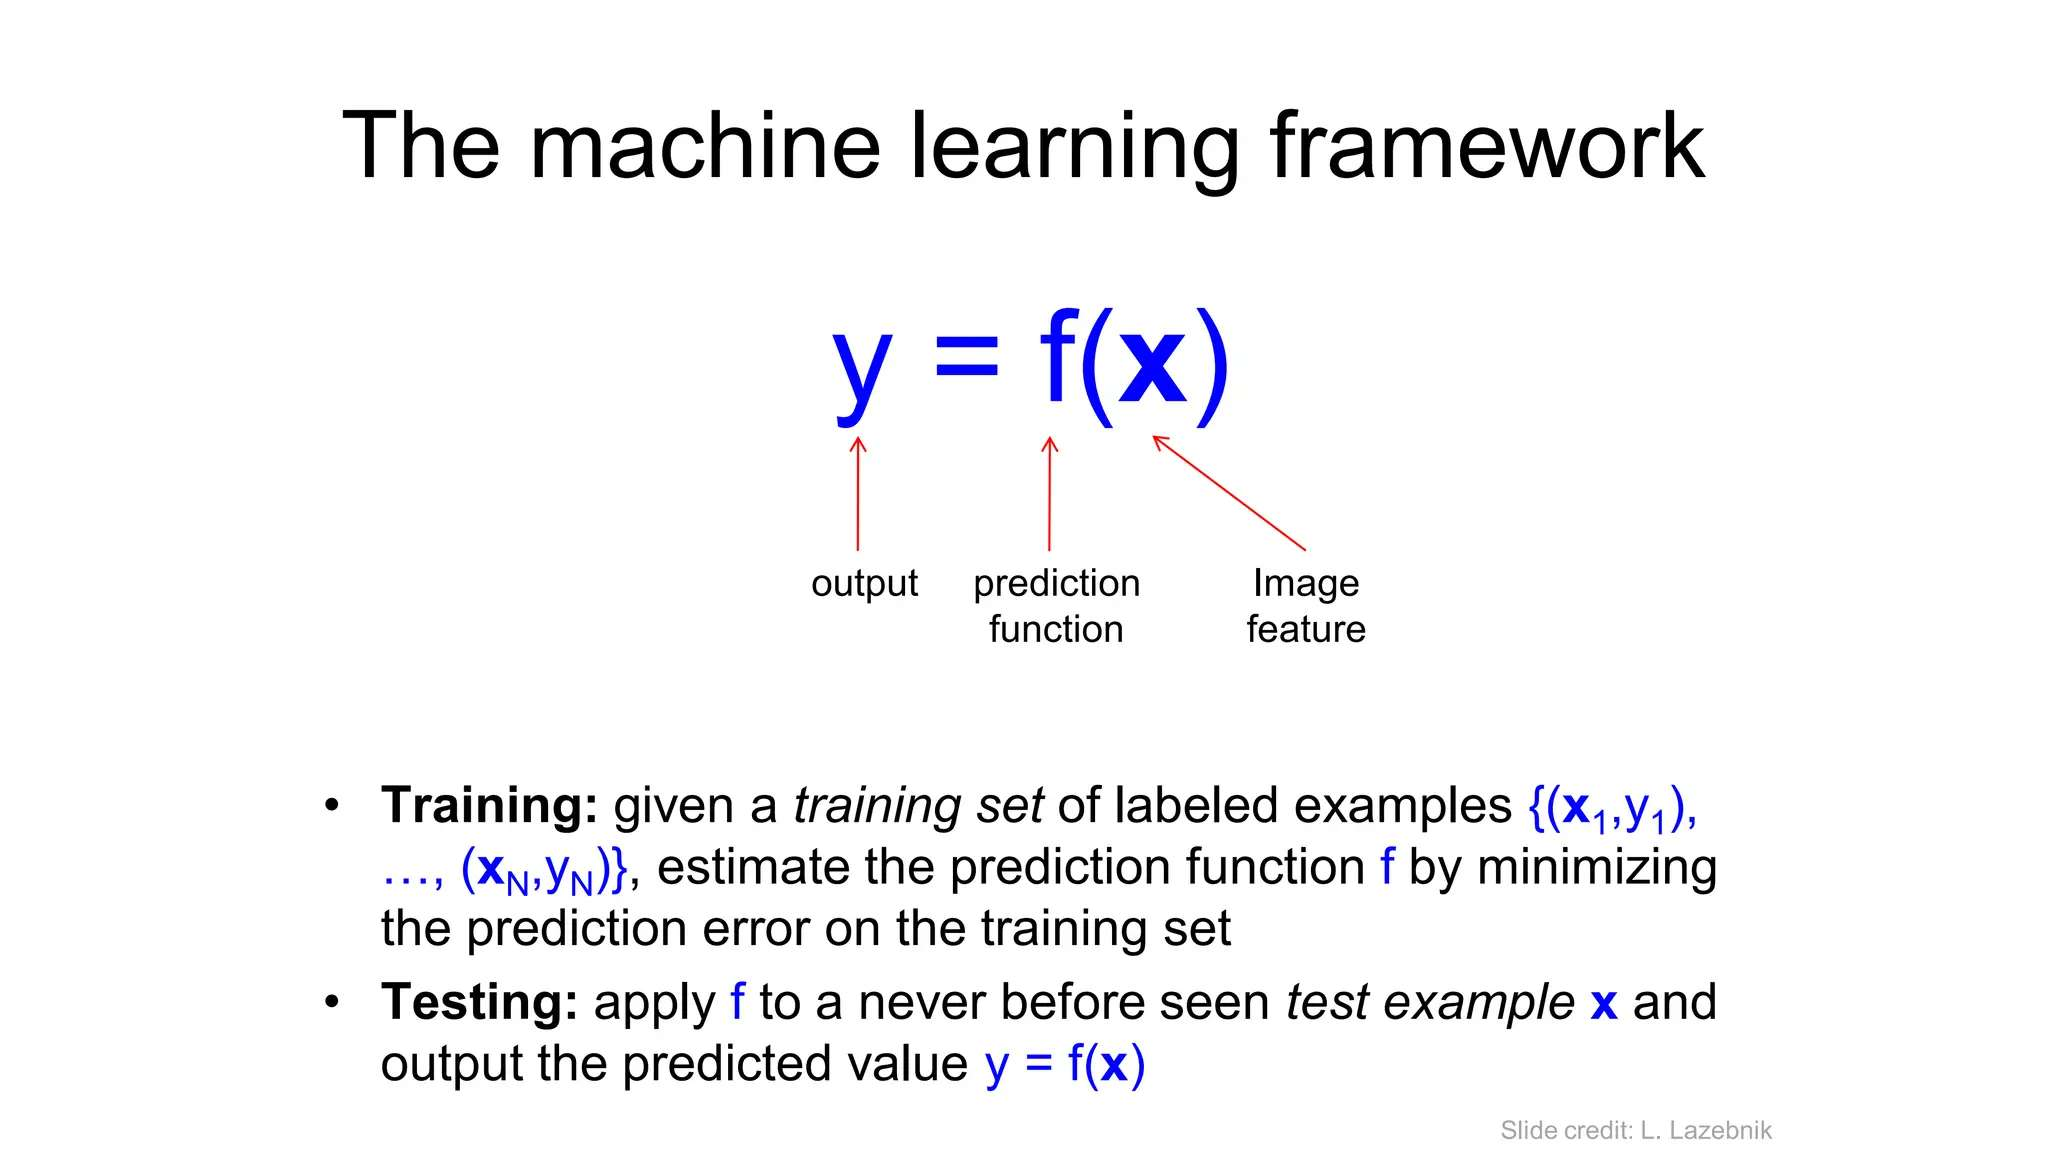 The machine learning framework
y = f(x)
output prediction function Image feature
• Training: given a training set of labeled examples {(x1,y1),
…, (xN,yN)}, estimate the prediction function f by minimizing
the prediction error on the training set
• Testing: apply f to a never before seen test example x and
output the predicted value y = f(x)
Slide credit: L. Lazebnik